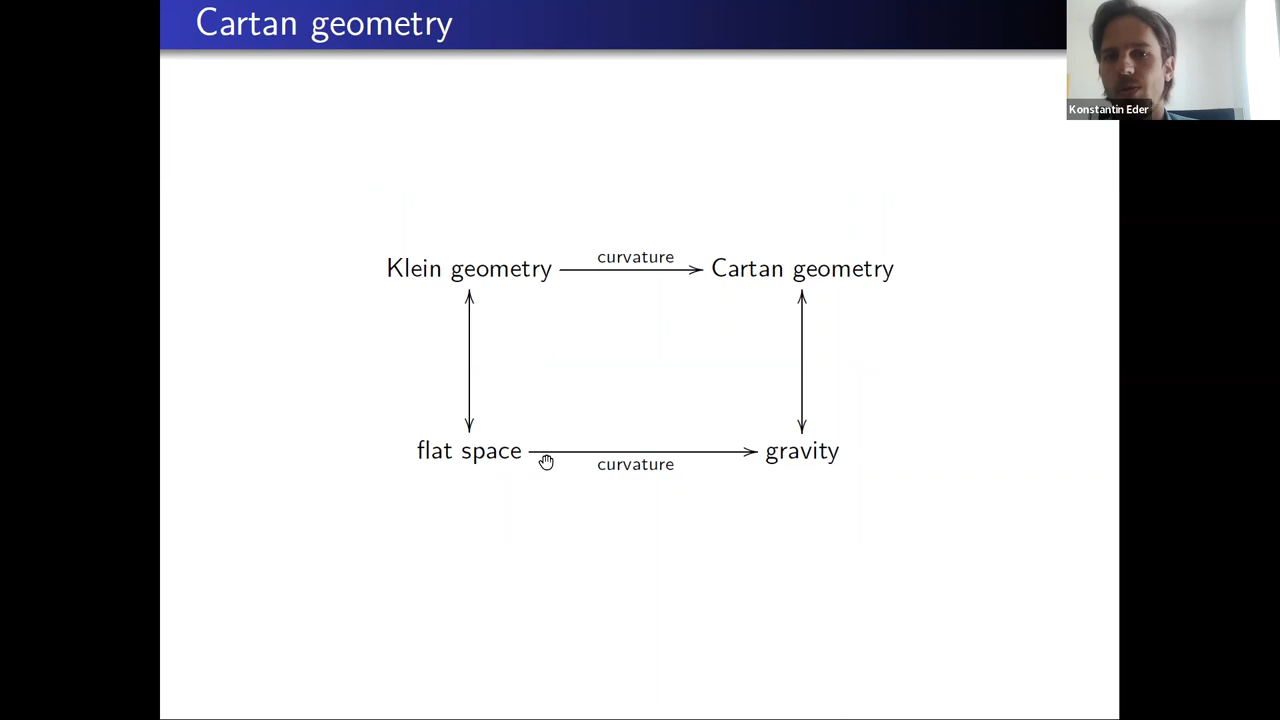 Cartan geometry
Konstantin Eder
curvature
Klein geometry
Cartan geometry
flat space
gravity
curvature